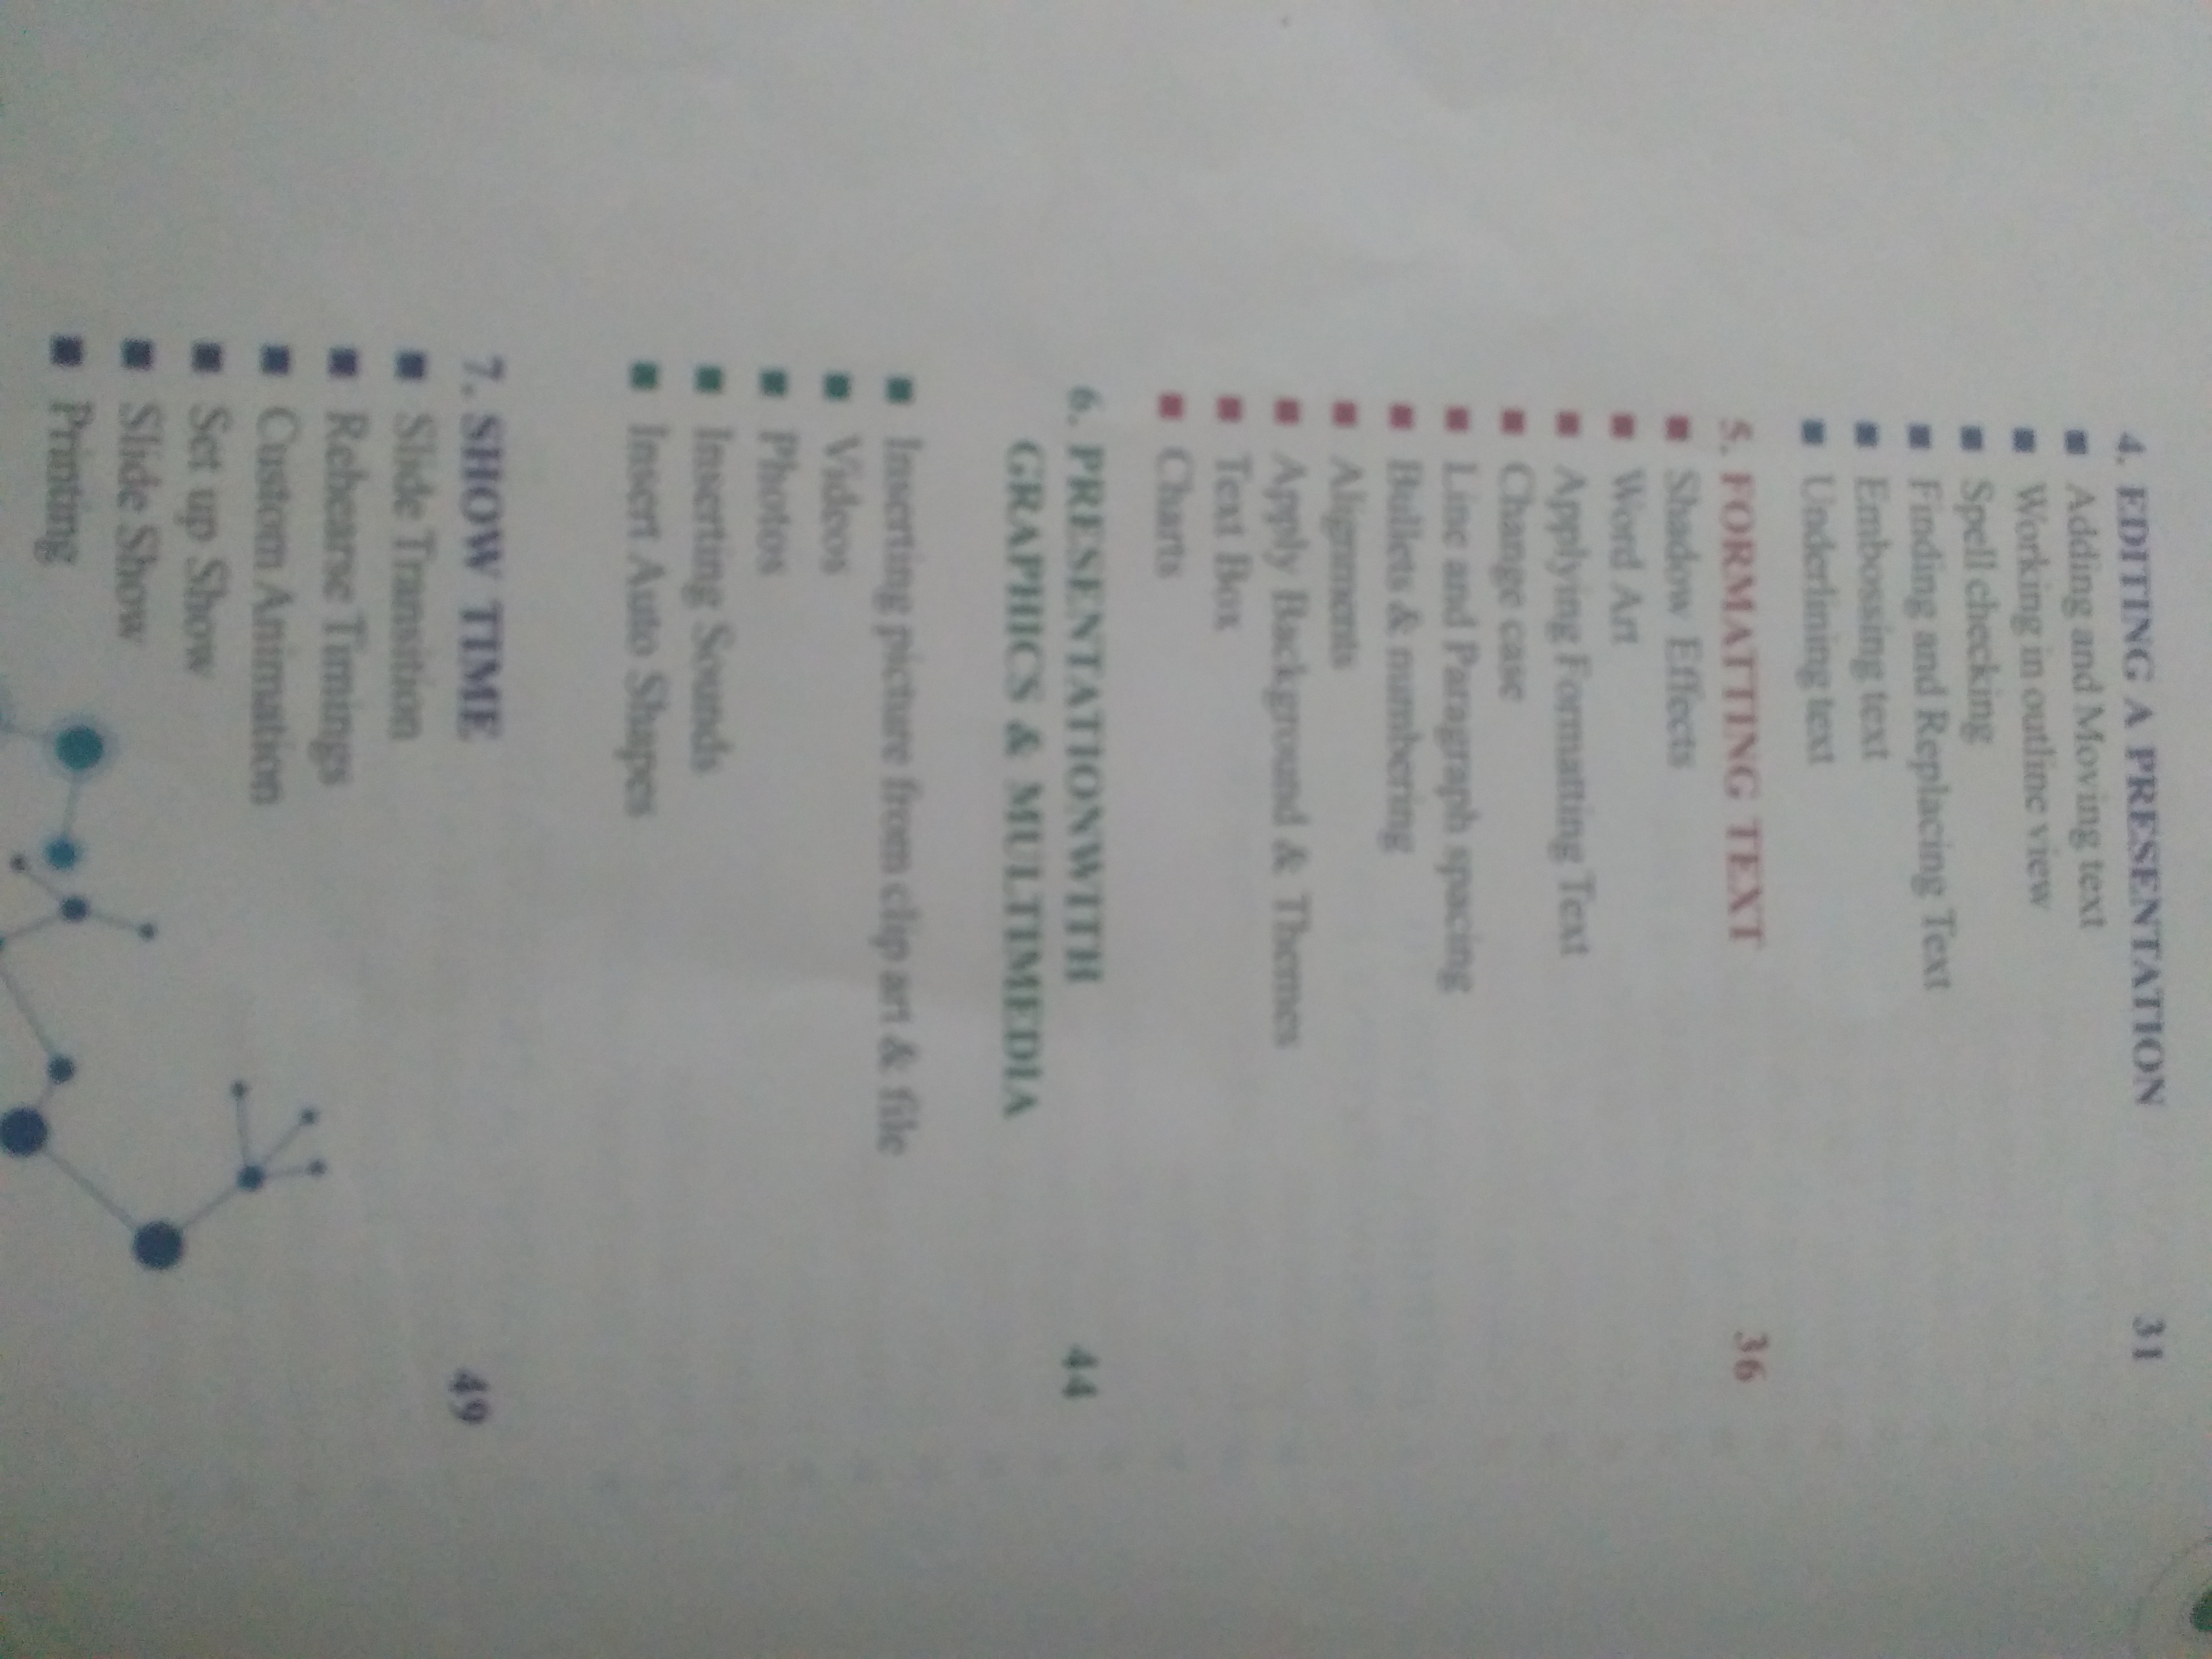 4. EDITING A PRESENTATION 31
■ Adding and Moving text
■ Working in outline view
■ Spell checking
■ Finding and Replacing Text
■ Embossing text
■ Underlining text
5. FORMATTING TEXT 36
■ Shadow Effects
■ Word Art
■ Applying Formatting Text
■ Change case
■ Line and Paragraph spacing
■ Bullets & numbering
■ Alignments
■ Apply Background & Themes
■ Text Box
■ Charts
6. PRESENTATIONWITH 44
GRAPHICS & MULTIMEDIA
■ Inserting picture from clip art & file
■ Videos
■ Photos
■ Inserting Sounds
■ Insert Auto Shapes
7. SHOW TIME 49
■ Slide Transition
■ Rehearse Timings
■ Custom Animation
■ Set up Show
■ Slide Show
■ Printing